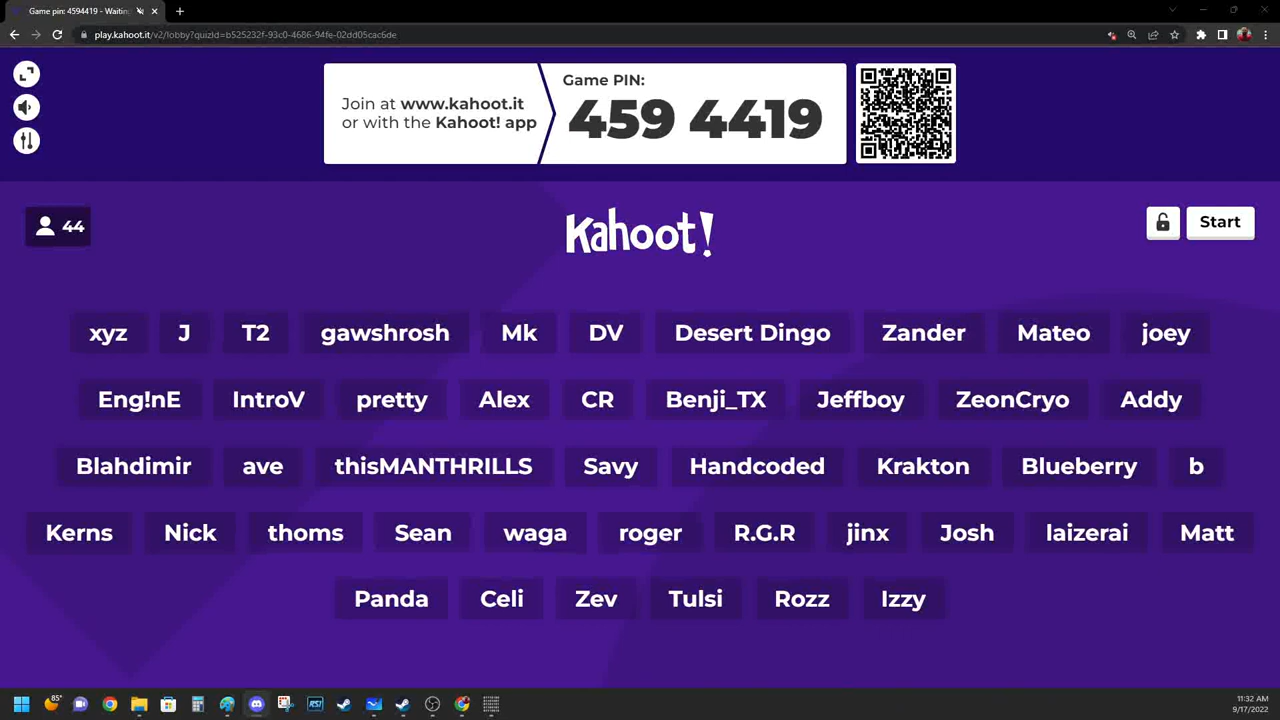 Game pin: 4594419 - Waiting
play.kahoot.it/v2/lobby?quizId=b525232f-93c0-4686-94fe-02dd05cac6de
Join at www.kahoot.it
or with the Kahoot! app
Game PIN:
459 4419
44
Kahoot!
Start
xyz J T2 gawshrosh Mk DV Desert Dingo Zander Mateo joey
Eng!nE IntroV pretty Alex CR Benji_TX Jeffboy ZeonCryo Addy
Blahdimir ave thisMANTHRILLS Savy Handcoded Krakton Blueberry b
Kerns Nick thoms Sean waga roger R.G.R jinx Josh laizerai Matt
Panda Celi Zev Tulsi Rozz Izzy
85°
RSI
11:32 AM
9/17/2022